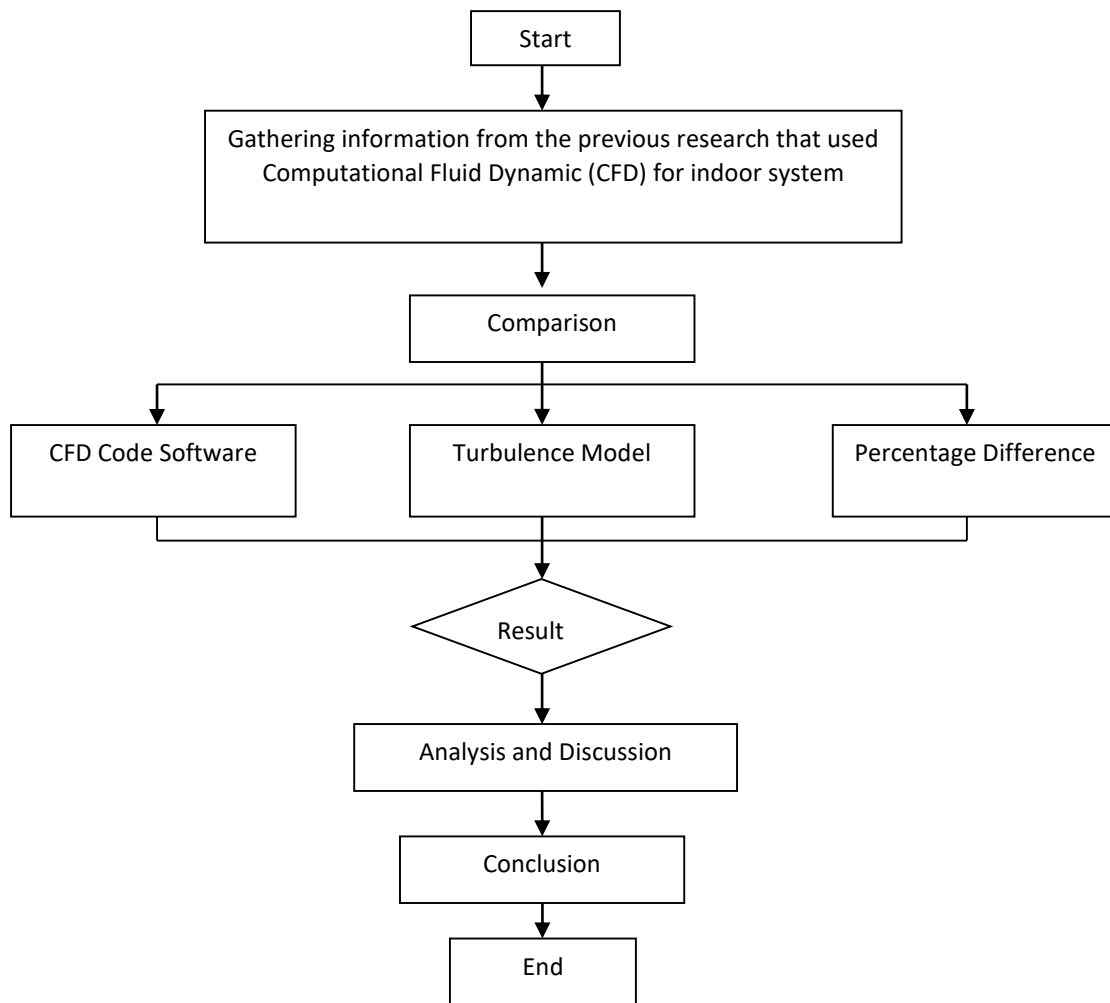 Start
Gathering information from the previous research that used
Computational Fluid Dynamic (CFD) for indoor system
Comparison
CFD Code Software
Turbulence Model
Percentage Difference
Result
Analysis and Discussion
Conclusion
End